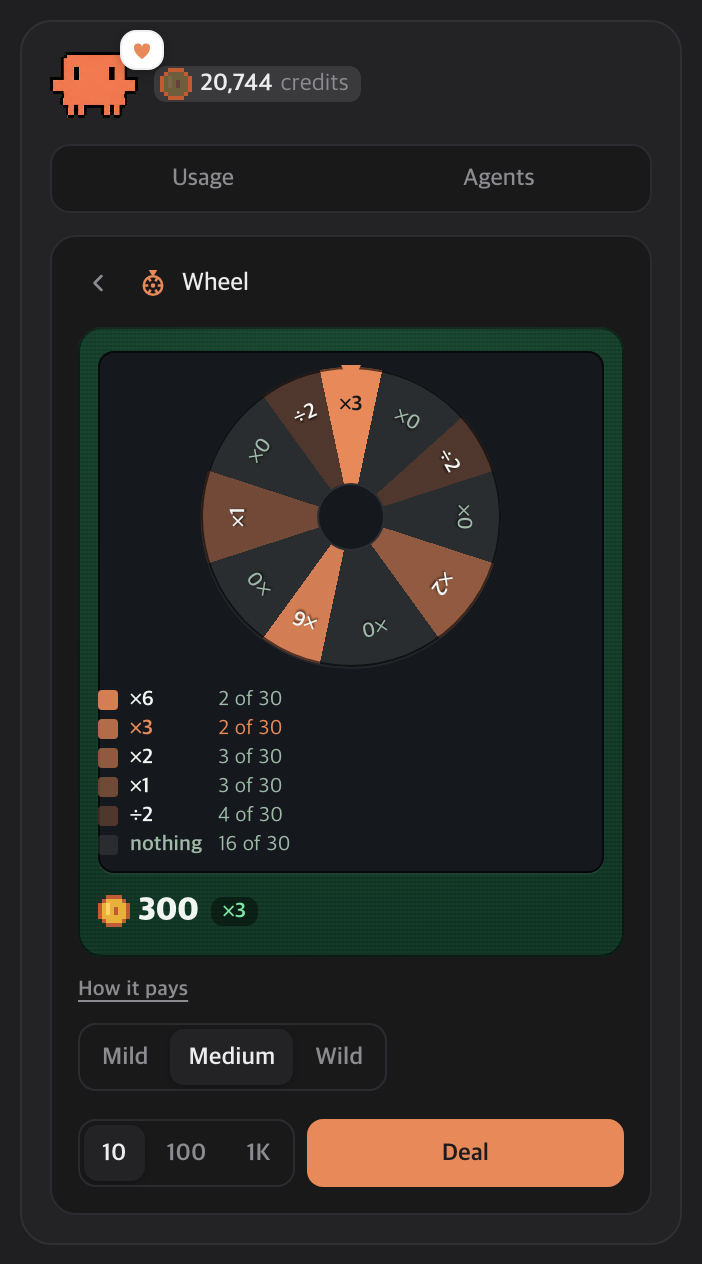 20,744 credits
Usage Agents
Wheel
×3
×0
÷2
×0
×2
×0
×6
×0
×1
×0
÷2
×6 2 of 30
×3 2 of 30
×2 3 of 30
×1 3 of 30
÷2 4 of 30
nothing 16 of 30
300 ×3
How it pays
Mild Medium Wild
10 100 1K Deal